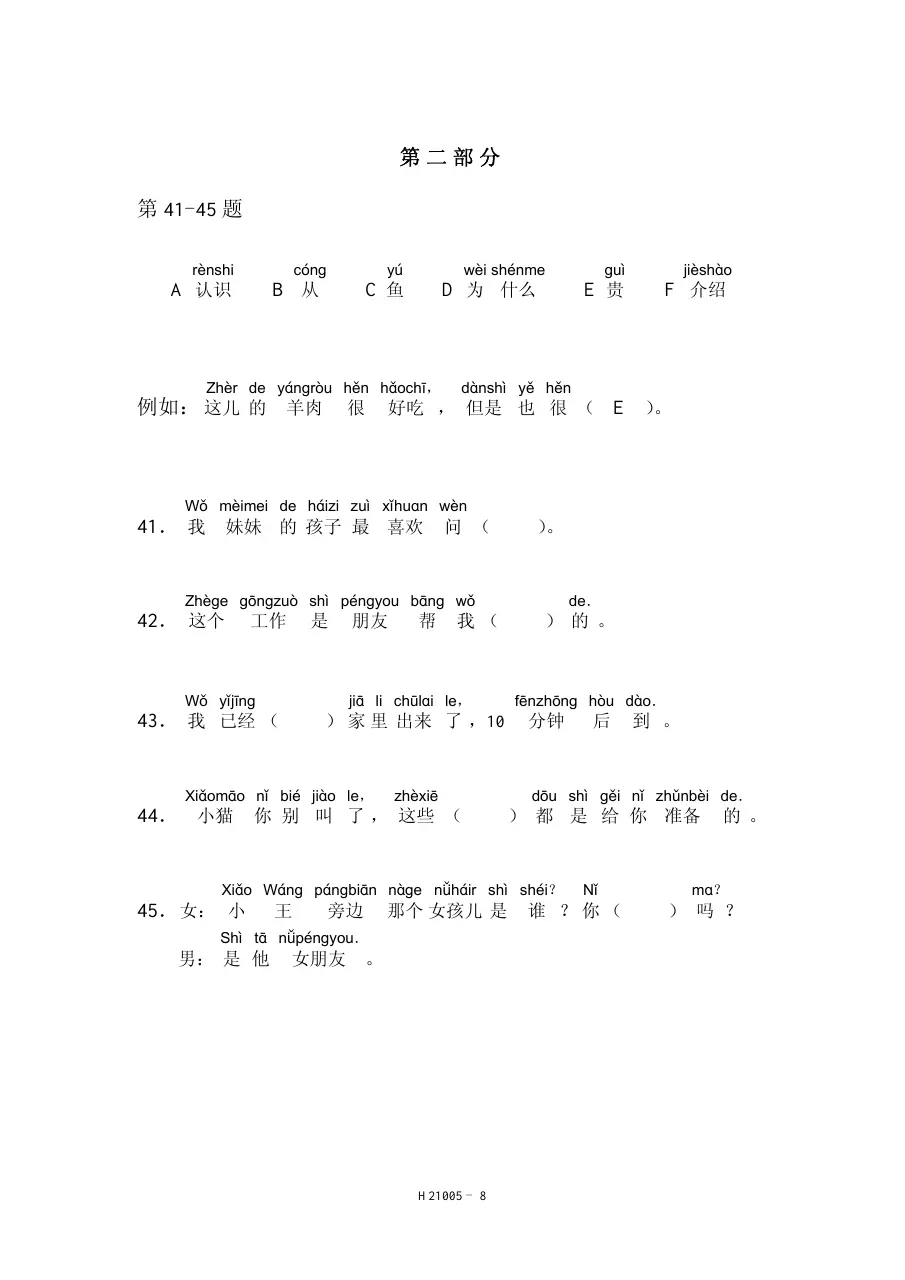 第二部分
第 41-45 题
rènshi cóng yú wèi shénme guì jièshào
A 认识 B 从 C 鱼 D 为什么 E 贵 F 介绍
Zhèr de yángròu hěn hǎochī, dànshì yě hěn
例如：这儿的羊肉很好吃，但是也很（ E ）。
Wǒ mèimei de háizi zuì xǐhuɑn wèn
41. 我妹妹的孩子最喜欢问（ ）。
Zhège gōngzuò shì péngyou bāng wǒ de.
42. 这个工作是朋友帮我（ ）的。
Wǒ yǐjīng jiā li chūlai le, fēnzhōng hòu dào.
43. 我已经（ ）家里出来了，10 分钟后到。
Xiǎomāo nǐ bié jiào le, zhèxiē dōu shì gěi nǐ zhǔnbèi de.
44. 小猫你别叫了，这些（ ）都是给你准备的。
Xiǎo Wáng pángbiān nàge nǚháir shì shéi? Nǐ mɑ?
45. 女：小王旁边那个女孩儿是谁？你（ ）吗？
Shì tā nǚpéngyou.
男：是他女朋友。
H21005 - 8